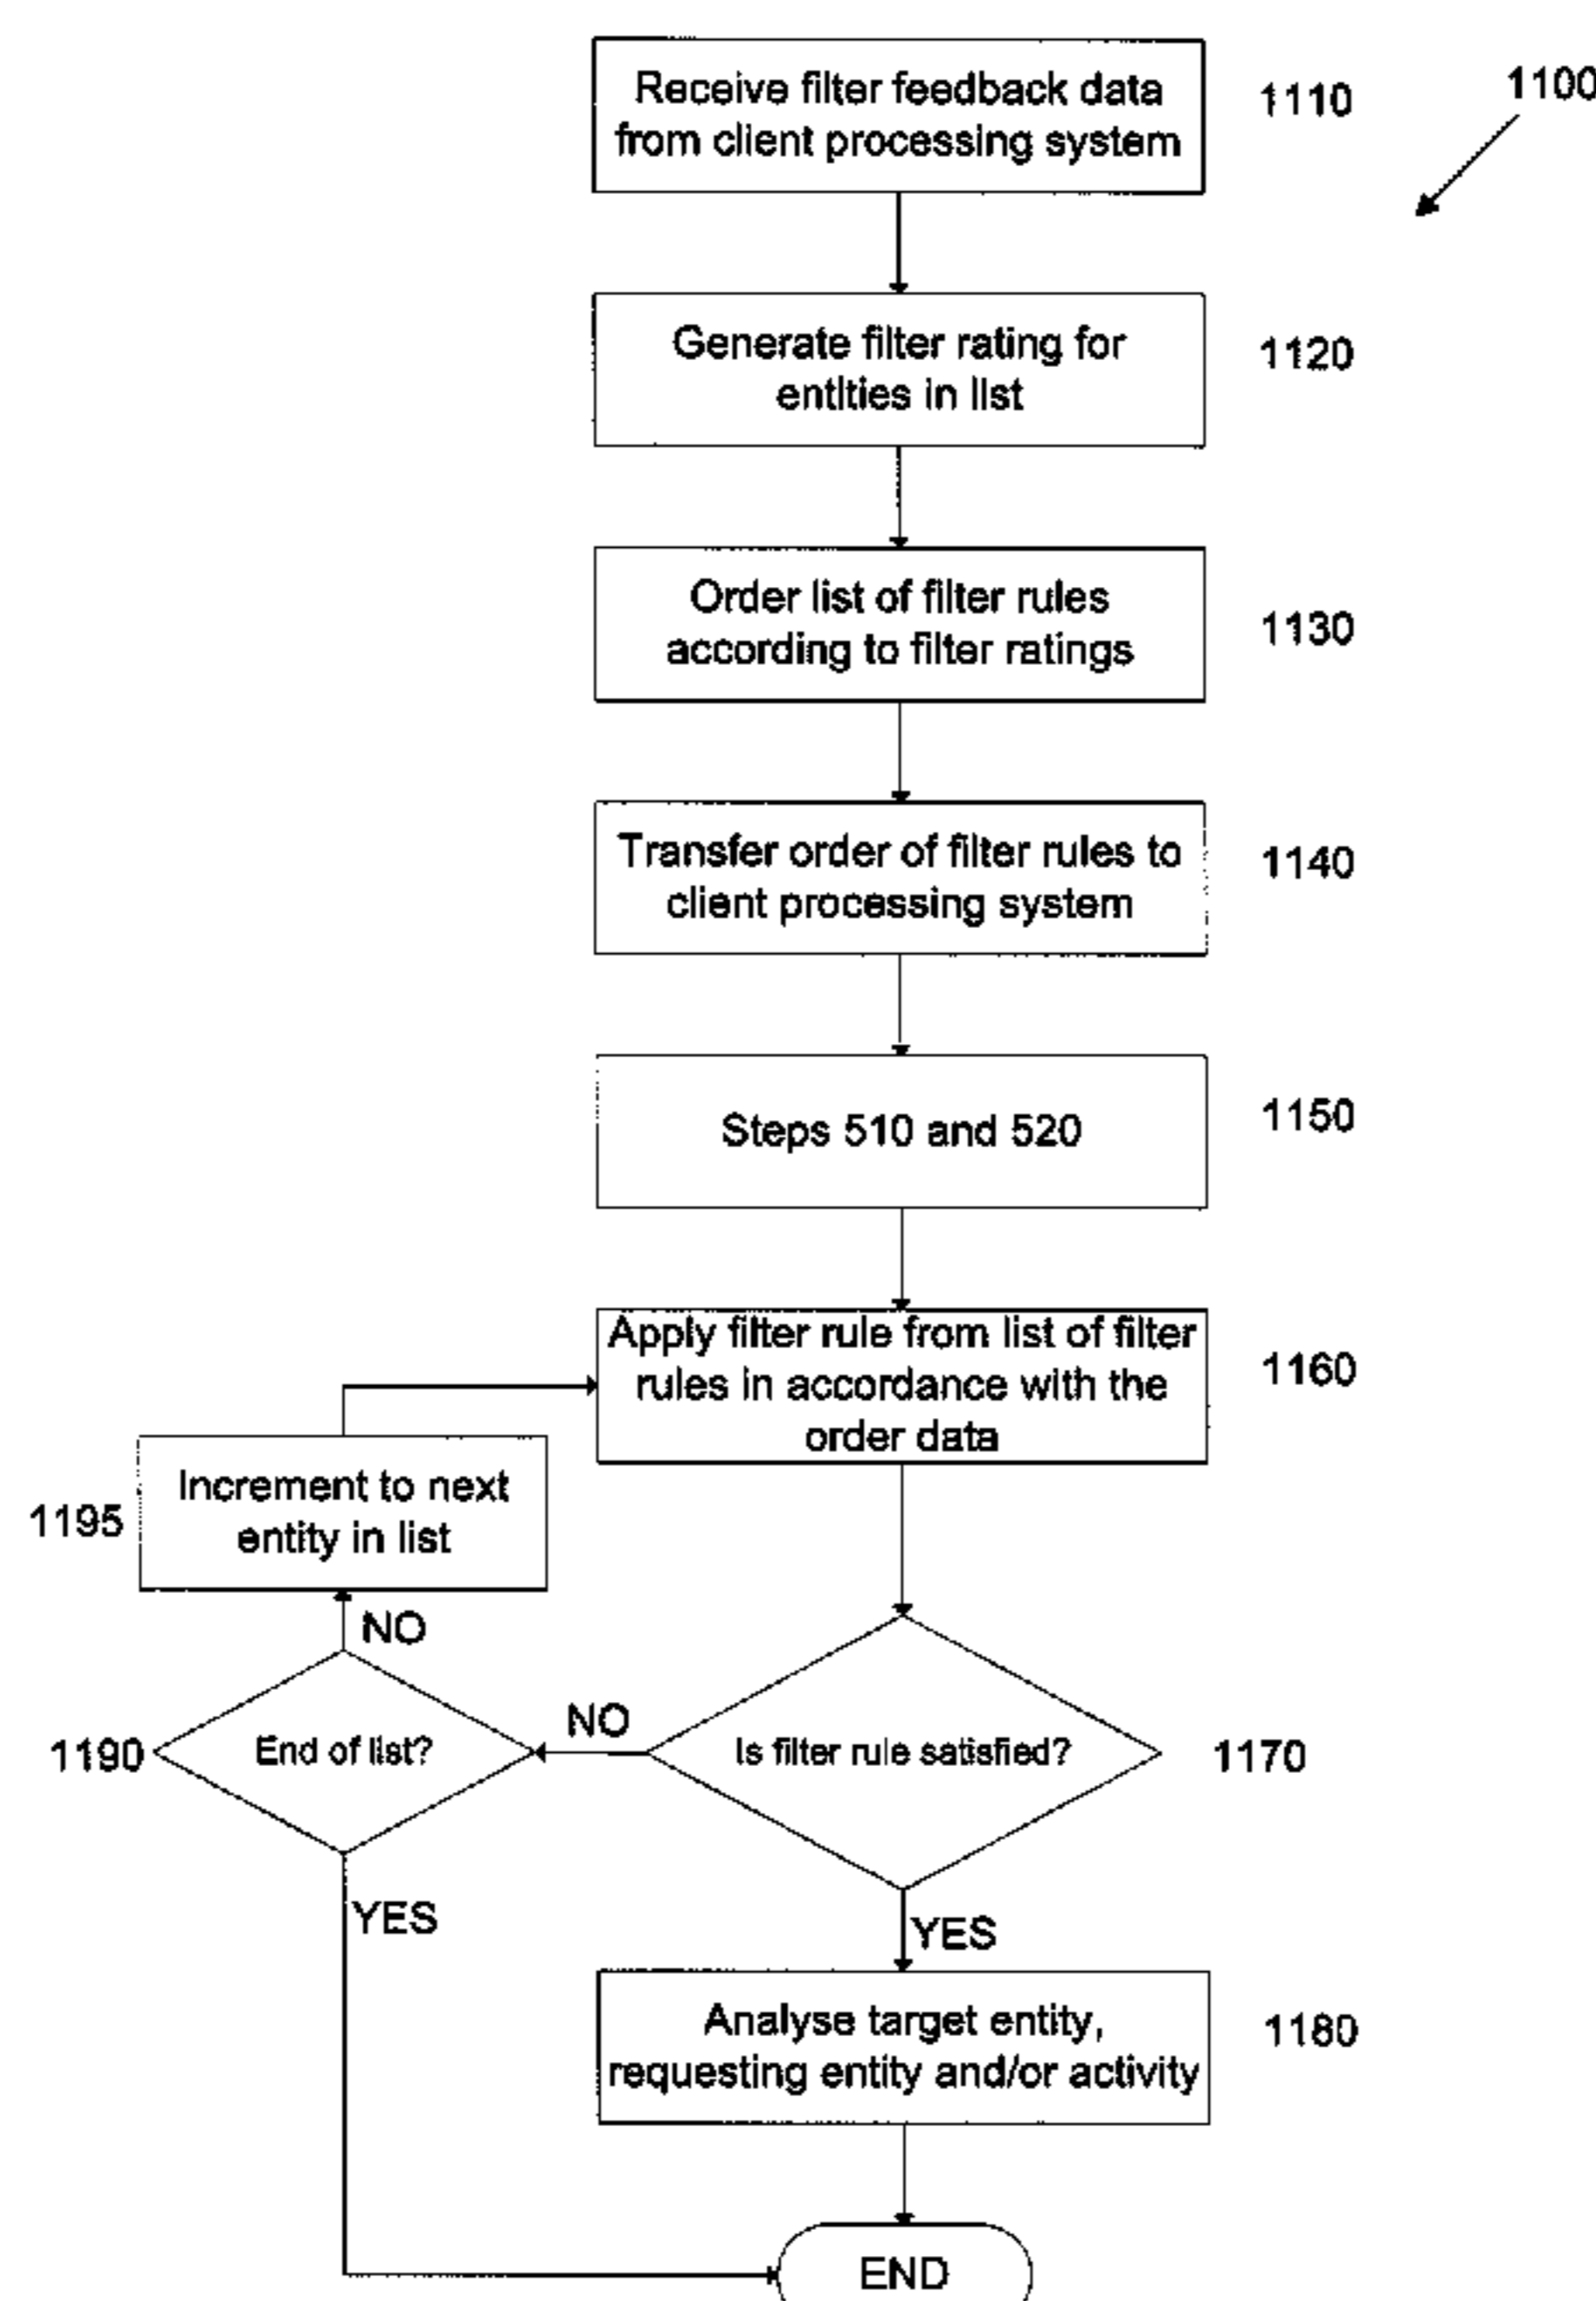 Receive filter feedback data
from client processing system
1110
1100
Generate filter rating for
entities in list
1120
Order list of filter rules
according to filter ratings
1130
Transfer order of filter rules to
client processing system
1140
Steps 510 and 520
1150
Apply filter rule from list of filter
rules in accordance with the
order data
1160
Increment to next
entity in list
1195
NO
End of list?
1190
NO
Is filter rule satisfied?
1170
YES
YES
Analyse target entity,
requesting entity and/or activity
1180
END